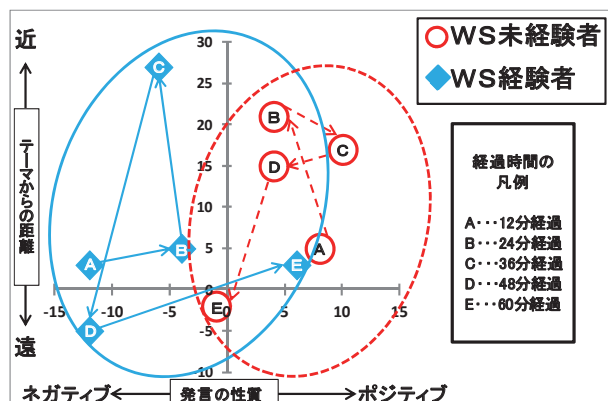 近
テーマからの距離
遠
30
25
20
15
10
5
0
-5
10
-15
-10
-5
0
5
10
15
A
B
C
D
E
A
B
C
D
E
ネガティブ
発言の性質
ポジティブ
WS未経験者
WS経験者
経過時間の
凡例
A・・・12分経過
B・・・24分経過
C・・・36分経過
D・・・48分経過
E・・・60分経過